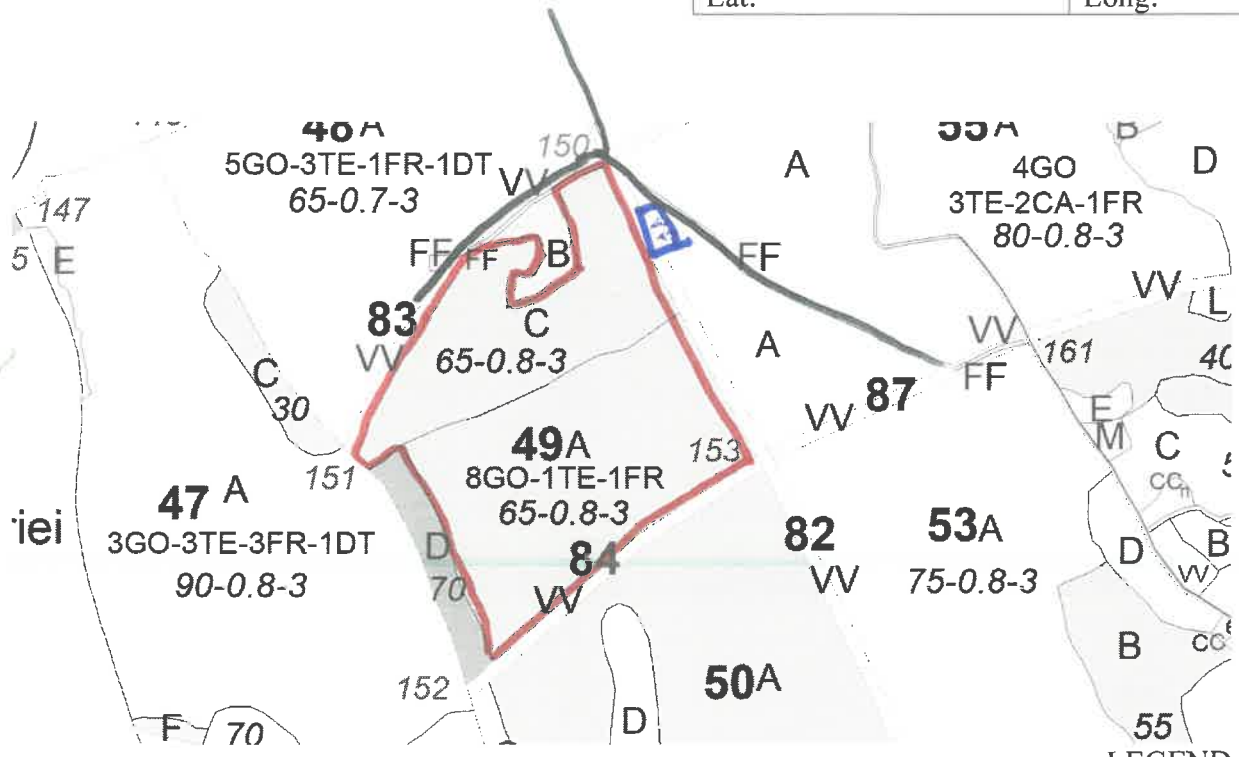 Lat:
Long:
48A
5GO-3TE-1FR-1DT
65-0.7-3
150
VV
A
55A
4GO
3TE-2CA-1FR
80-0.8-3
B
D
147
5
E
FF
FF
B
FF
VV
L
83
VV
C
65-0.8-3
A
VV
161
FF
40
C
30
87
VV
E
M
C
CC
151
49A
8GO-1TE-1FR
65-0.8-3
153
47 A
3GO-3TE-3FR-1DT
90-0.8-3
iei
D
70
84
VV
82
VV
53A
75-0.8-3
D
B
VV
B
CC
55
152
50A
D
F
70
LEGEND